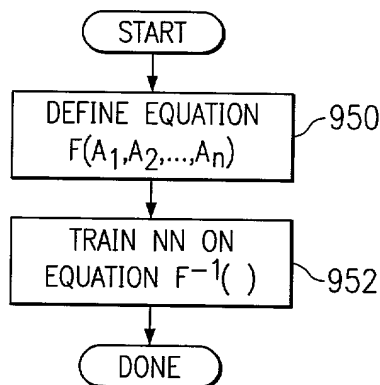 START
DEFINE EQUATION
F(A₁,A₂,...,Aₙ)
950
TRAIN NN ON
EQUATION F⁻¹( )
952
DONE